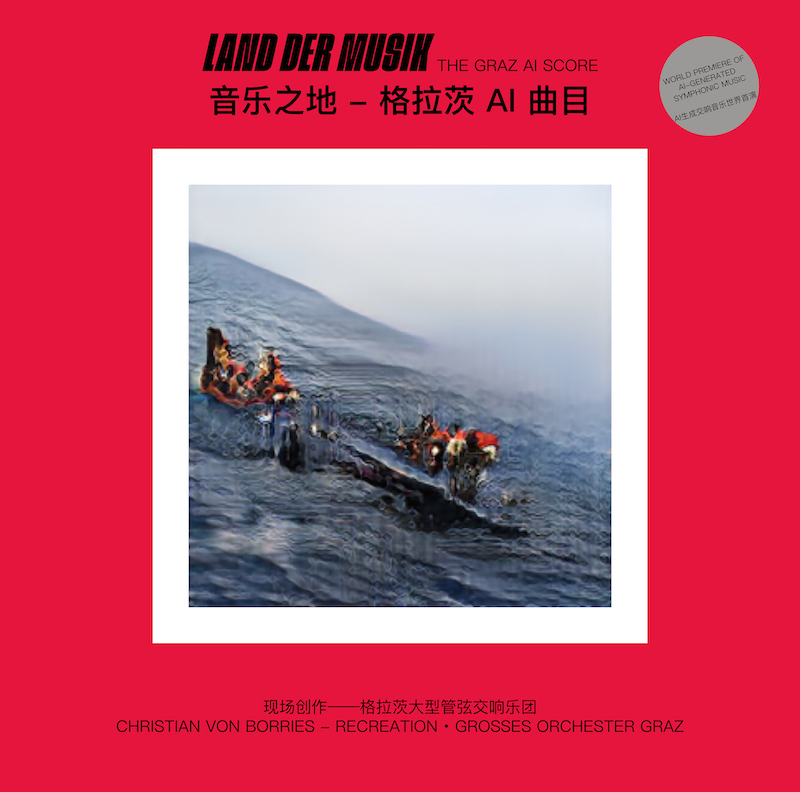 LAND DER MUSIK THE GRAZ AI SCORE
音乐之地 – 格拉茨 AI 曲目
WORLD PREMIERE OF
AI-GENERATED
SYMPHONIC MUSIC
AI生成交响音乐世界首演
现场创作——格拉茨大型管弦交响乐团
CHRISTIAN VON BORRIES – RECREATION • GROSSES ORCHESTER GRAZ